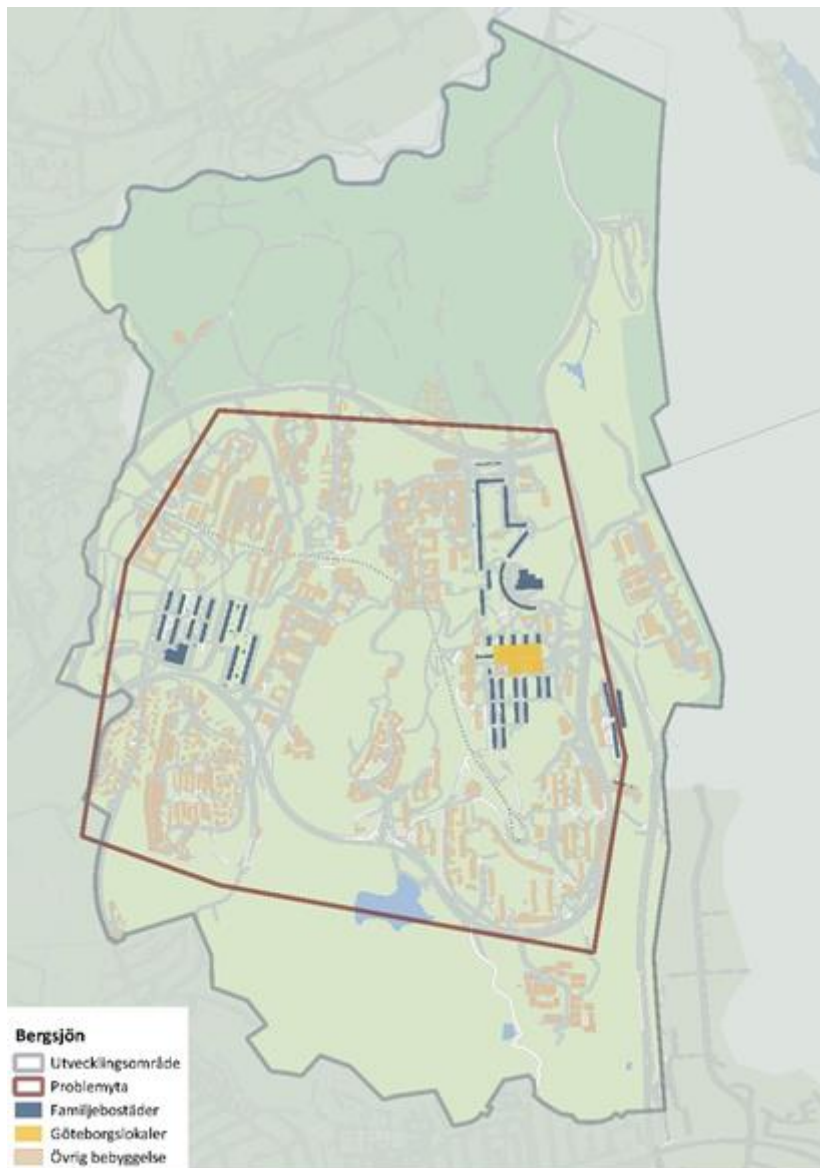 Bergsjön
Utvecklingsområde
Problemyta
Familjebostäder
Göteborgslokaler
Övrig bebyggelse